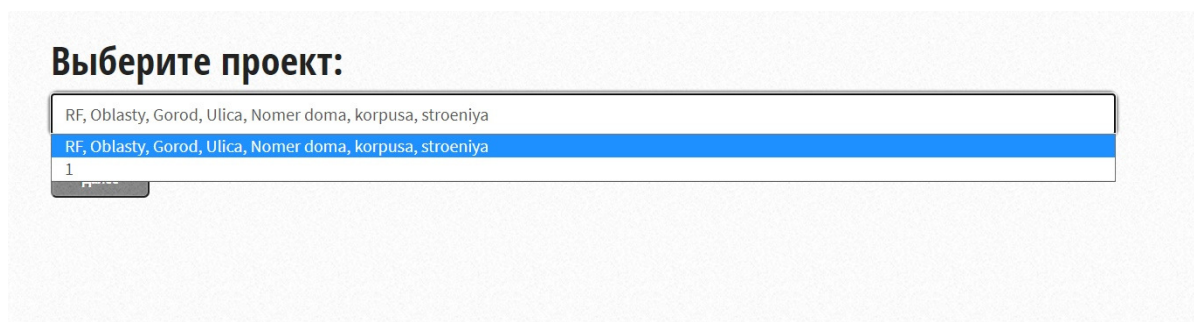 Выберите проект:
RF, Oblasty, Gorod, Ulica, Nomer doma, korpusa, stroeniya
RF, Oblasty, Gorod, Ulica, Nomer doma, korpusa, stroeniya
1